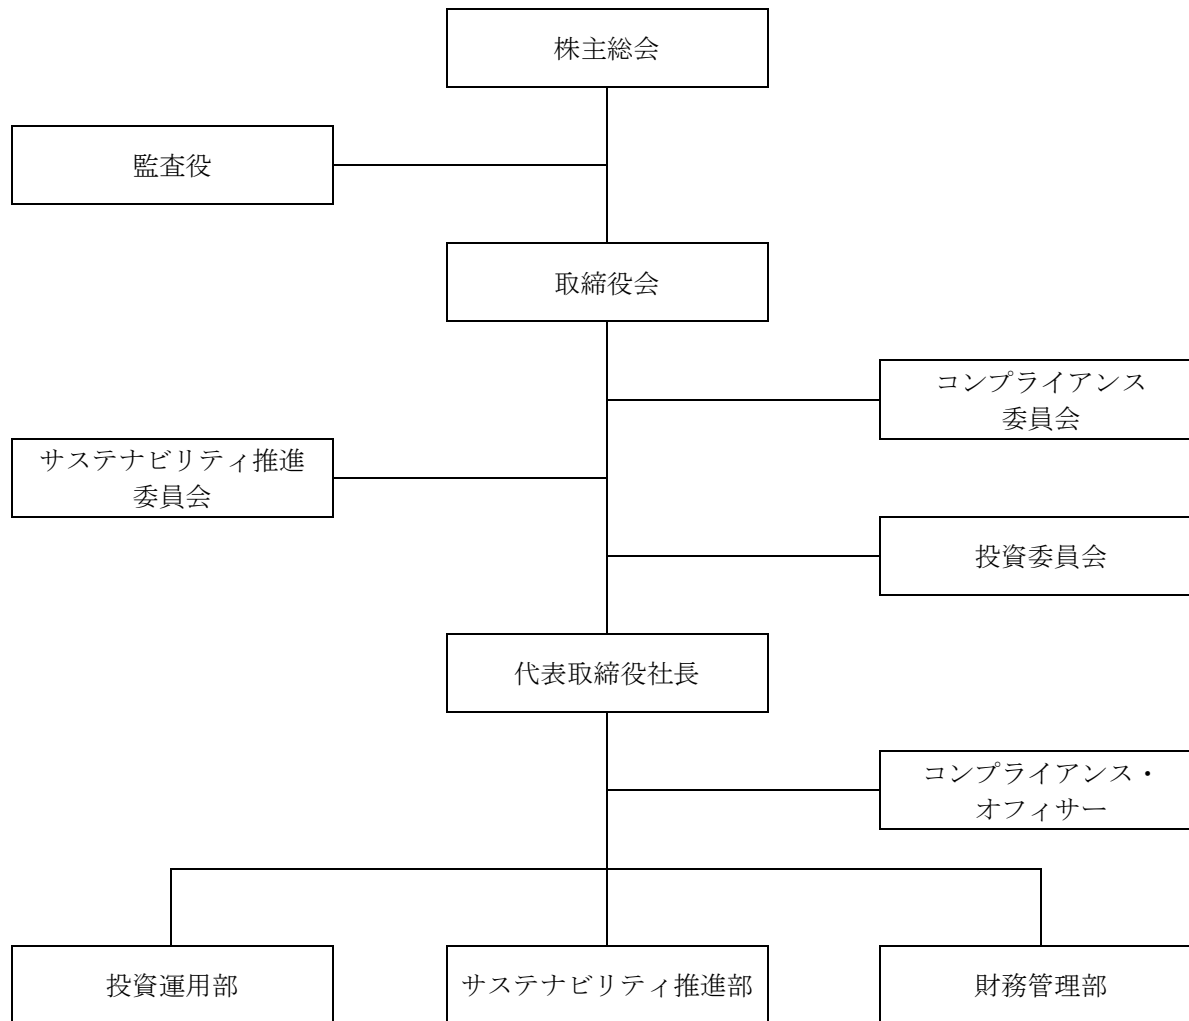 株主総会
監査役
取締役会
コンプライアンス
委員会
サステナビリティ推進
委員会
投資委員会
代表取締役社長
コンプライアンス・
オフィサー
投資運用部
サステナビリティ推進部
財務管理部